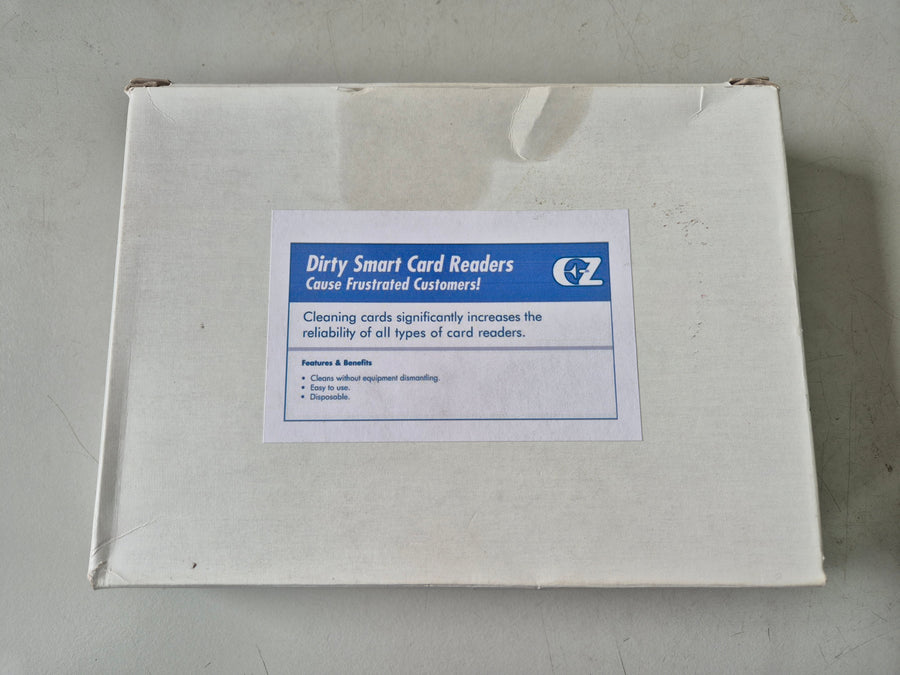 Dirty Smart Card Readers
Cause Frustrated Customers!
EZ
Cleaning cards significantly increases the
reliability of all types of card readers.
Features & Benefits
• Cleans without equipment dismantling.
• Easy to use.
• Disposable.